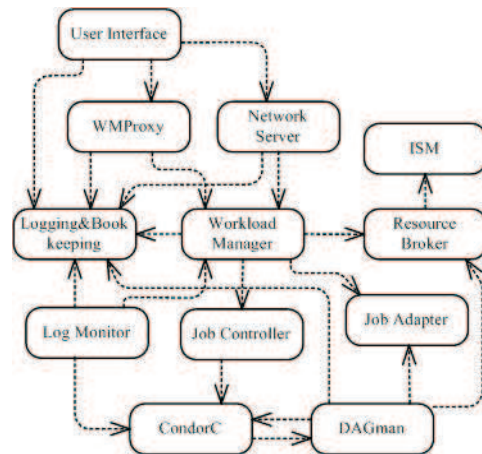 User Interface
WMProxy
Network
Server
ISM
Logging&Book
keeping
Workload
Manager
Resource
Broker
Log Monitor
Job Controller
Job Adapter
CondorC
DAGman